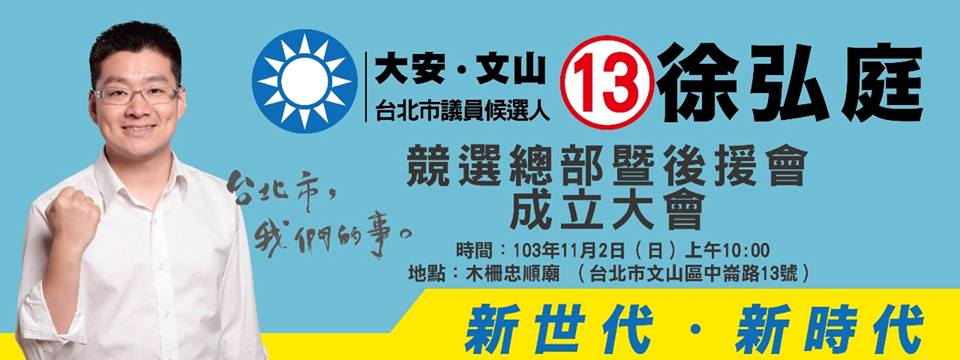 大安・文山
台北市議員候選人
13 徐弘庭
競選總部暨後援會
成立大會
時間：103年11月2日（日）上午10:00
地點：木柵忠順廟（台北市文山區中崙路13號）
台北市，
我們的事。
新世代・新時代